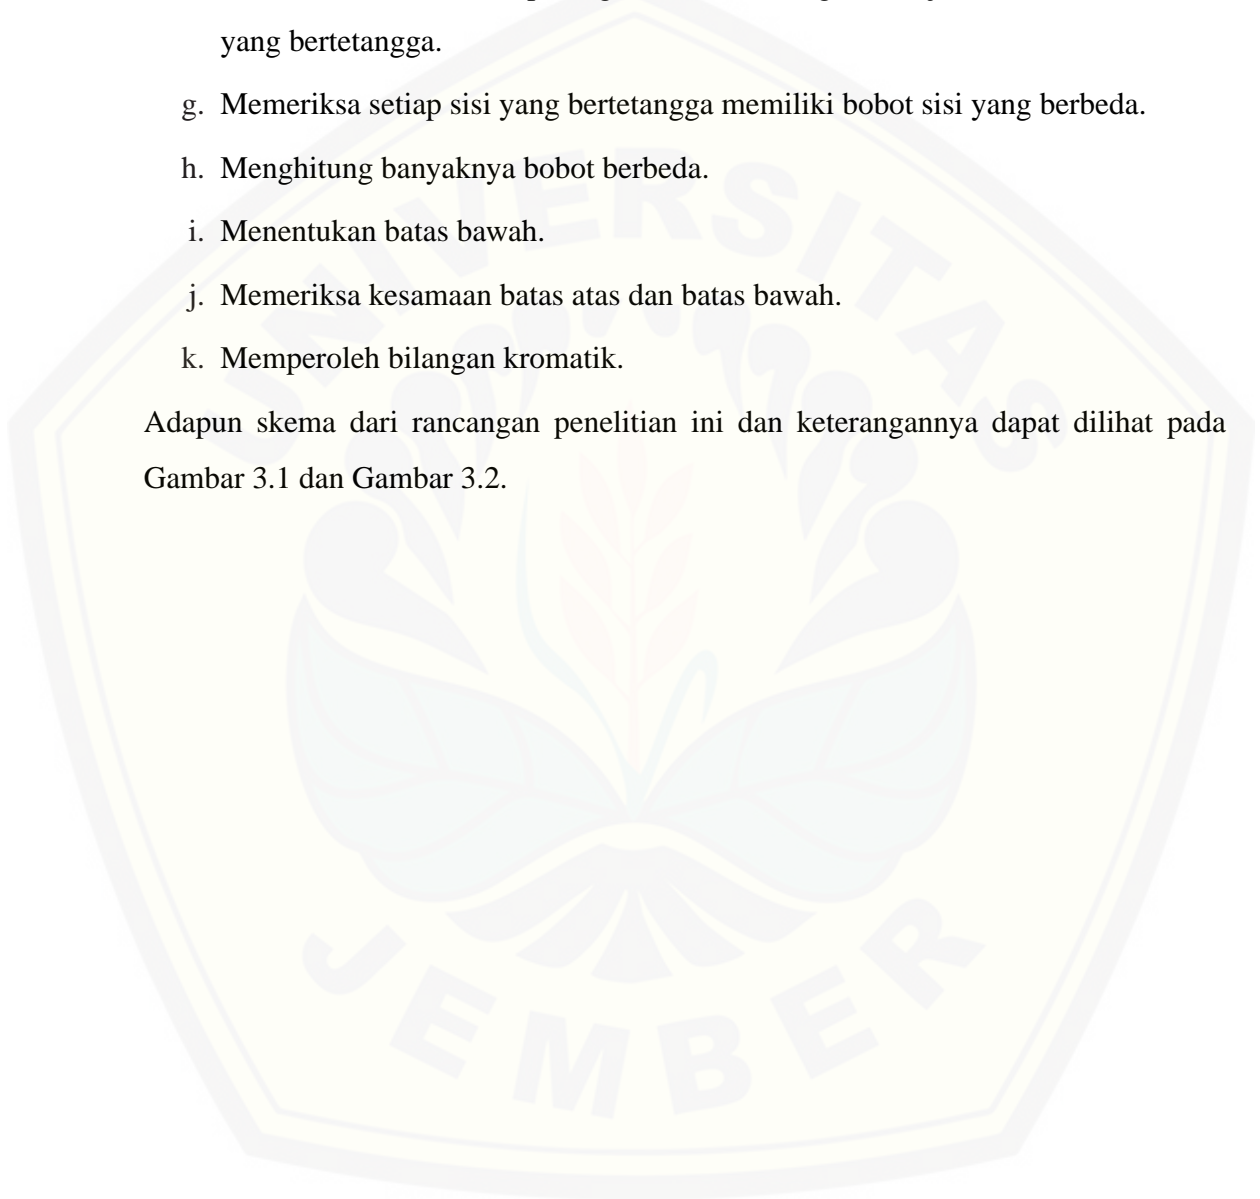 yang bertetangga.
g. Memeriksa setiap sisi yang bertetangga memiliki bobot sisi yang berbeda.
h. Menghitung banyaknya bobot berbeda.
i. Menentukan batas bawah.
j. Memeriksa kesamaan batas atas dan batas bawah.
k. Memperoleh bilangan kromatik.
Adapun skema dari rancangan penelitian ini dan keterangannya dapat dilihat pada
Gambar 3.1 dan Gambar 3.2.
UNIVERSITAS
JEMBER